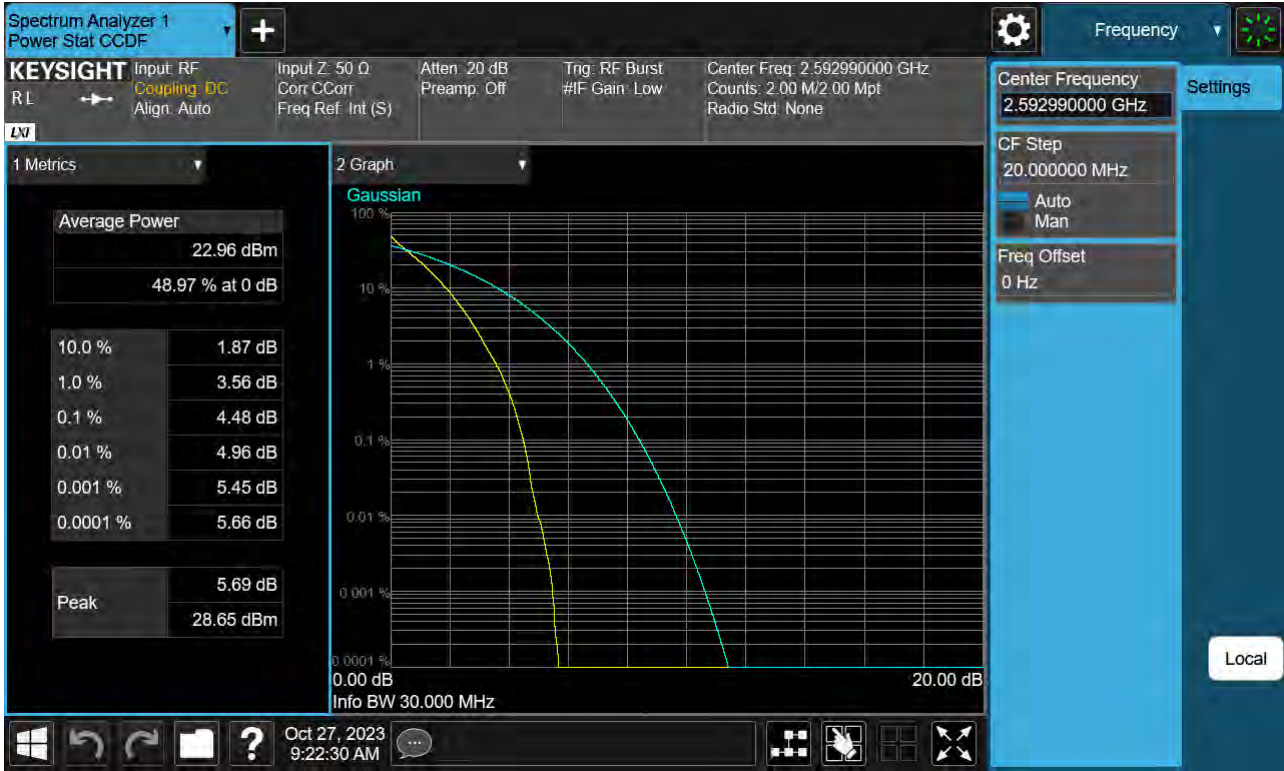 Spectrum Analyzer 1
Power Stat CCDF
+
Frequency
KEYSIGHT
RL
LXI
Input: RF
Coupling: DC
Align: Auto
Input Z: 50 Ω
Corr CCorr
Freq Ref: Int (S)
Atten: 20 dB
Preamp: Off
Trig: RF Burst
#IF Gain: Low
Center Freq: 2.592990000 GHz
Counts: 2.00 M/2.00 Mpt
Radio Std: None
1 Metrics
Average Power
22.96 dBm
48.97 % at 0 dB
10.0 % 1.87 dB
1.0 % 3.56 dB
0.1 % 4.48 dB
0.01 % 4.96 dB
0.001 % 5.45 dB
0.0001 % 5.66 dB
Peak
5.69 dB
28.65 dBm
2 Graph
Gaussian
100 %
10 %
1 %
0.1 %
0.01 %
0.001 %
0.0001 %
0.00 dB 20.00 dB
Info BW 30.000 MHz
Center Frequency
2.592990000 GHz
CF Step
20.000000 MHz
Auto
Man
Freq Offset
0 Hz
Settings
Local
?
Oct 27, 2023
9:22:30 AM